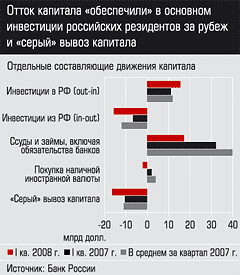 Отток капитала «обеспечили» в основном
инвестиции российских резидентов за рубеж
и «серый» вывоз капитала
Отдельные составляющие движения капитала
Инвестиции в РФ (out-in)
Инвестиции из РФ (in-out)
Ссуды и займы, включая
обязательства банков
Покупка наличной
иностранной валюты
«Серый» вывоз капитала
-20 -10 0 10 20 30 40
млрд долл.
I кв. 2008 г. I кв. 2007 г. В среднем за квартал 2007 г.
Источник: Банк России